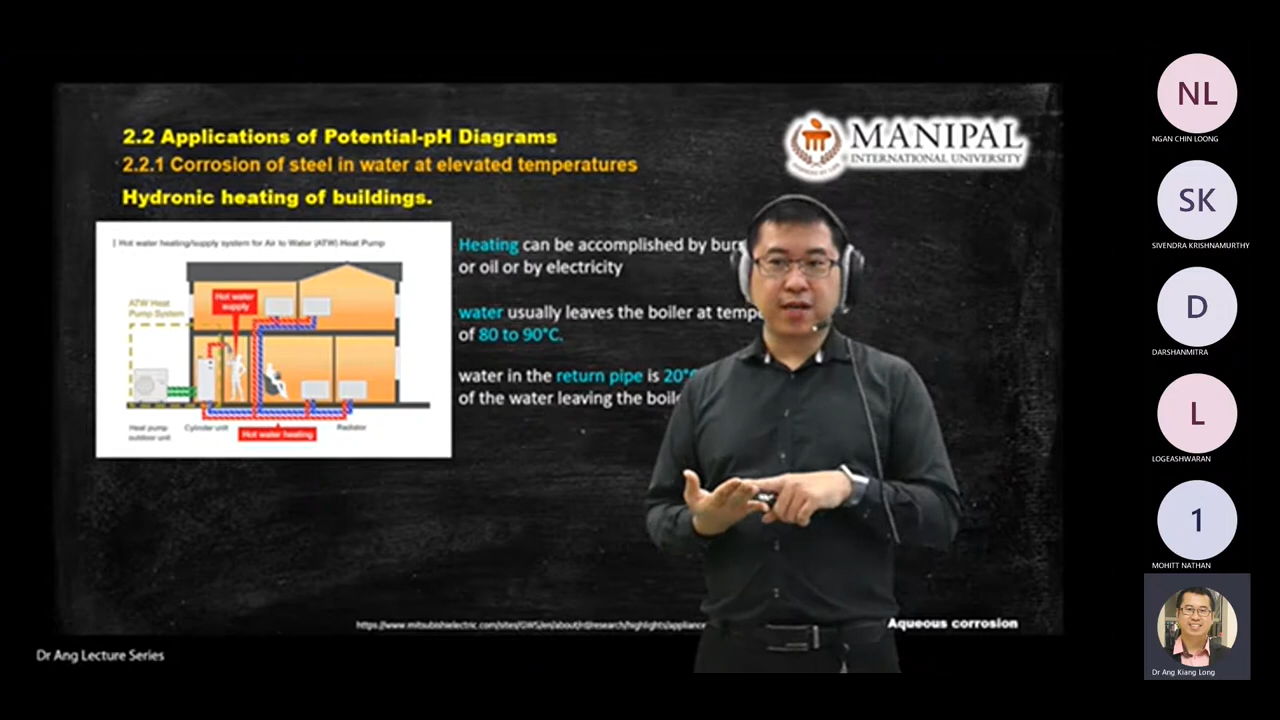 2.2 Applications of Potential-pH Diagrams
2.2.1 Corrosion of steel in water at elevated temperatures
Hydronic heating of buildings.
MANIPAL
INTERNATIONAL UNIVERSITY
Hot water heating/supply system for Air to Water (ATW) Heat Pump
ATW Heat
Pump System
Hot water
supply
Heat pump
outdoor unit
Cylinder unit
Hot water heating
Radiator
Heating can be accomplished by
or oil or by electricity
water usually leaves the boiler at
of 80 to 90°C.
water in the return pipe is 20°
of the water leaving the
Aqueous corrosion
Dr Ang Lecture Series
NL
NGAN CHIN LOONG
SK
SIVENDRA KRISHNAMURTHY
D
DARSHANMITRA
L
LOGEASHWARAN
1
MOHITT NATHAN
Dr Ang Kiang Long